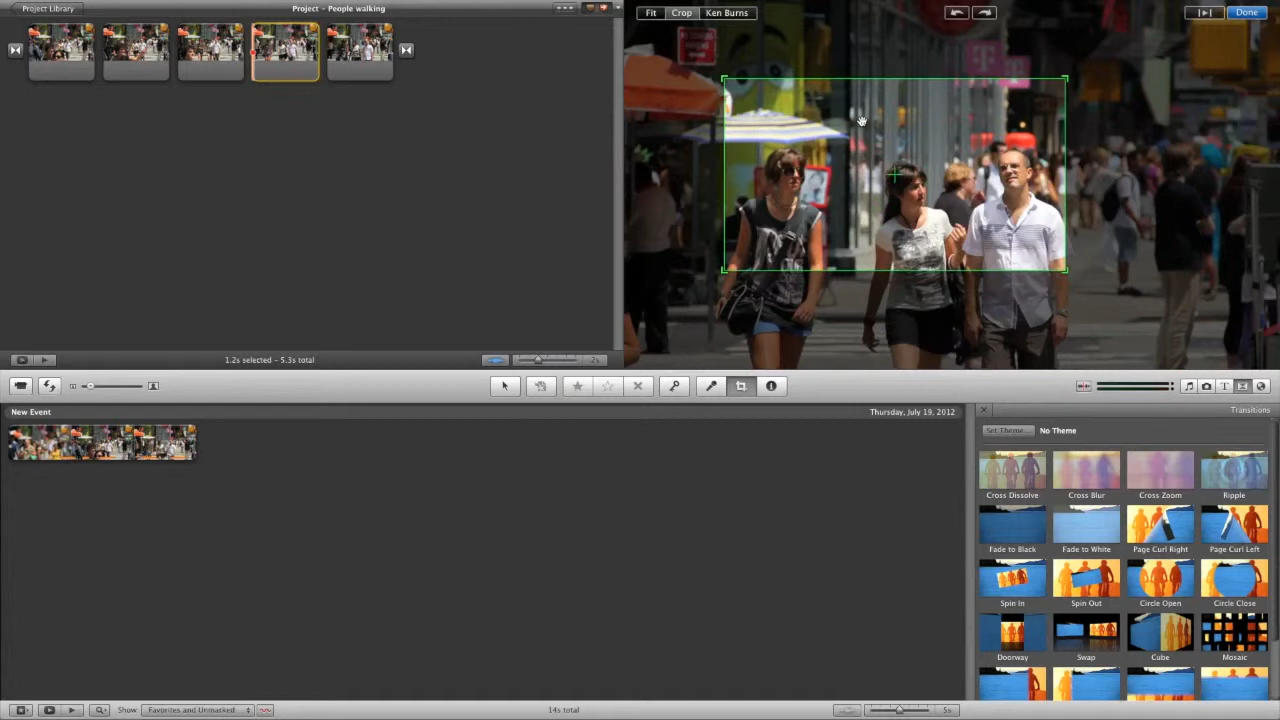 Project Library
Project - People walking
Fit
Crop
Ken Burns
Done
1.2s selected - 5.3s total
2s
New Event
Thursday, July 19, 2012
Transitions
Set Theme...
No Theme
Cross Dissolve
Cross Blur
Cross Zoom
Ripple
Fade to Black
Fade to White
Page Curl Right
Page Curl Left
Spin In
Spin Out
Circle Open
Circle Close
Doorway
Swap
Cube
Mosaic
Show:
Favorites and Unmarked
14s total
5s